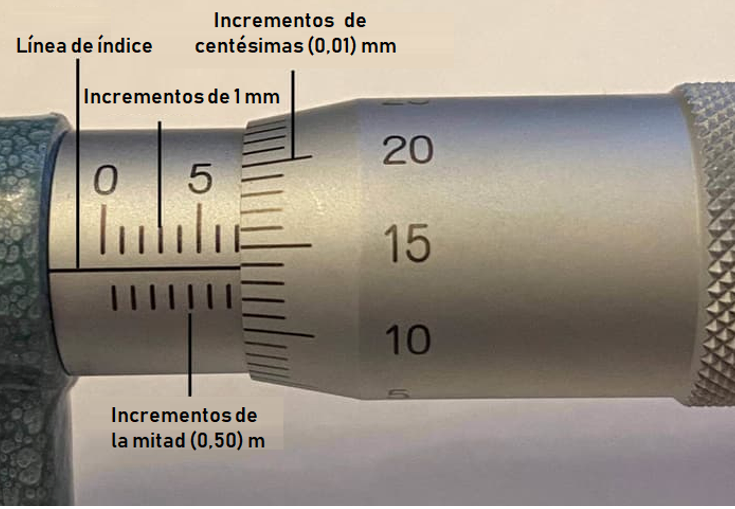 Incrementos de
centésimas (0,01) mm
Línea de índice
Incrementos de 1 mm
0 5
20
15
10
5
Incrementos de
la mitad (0,50) m